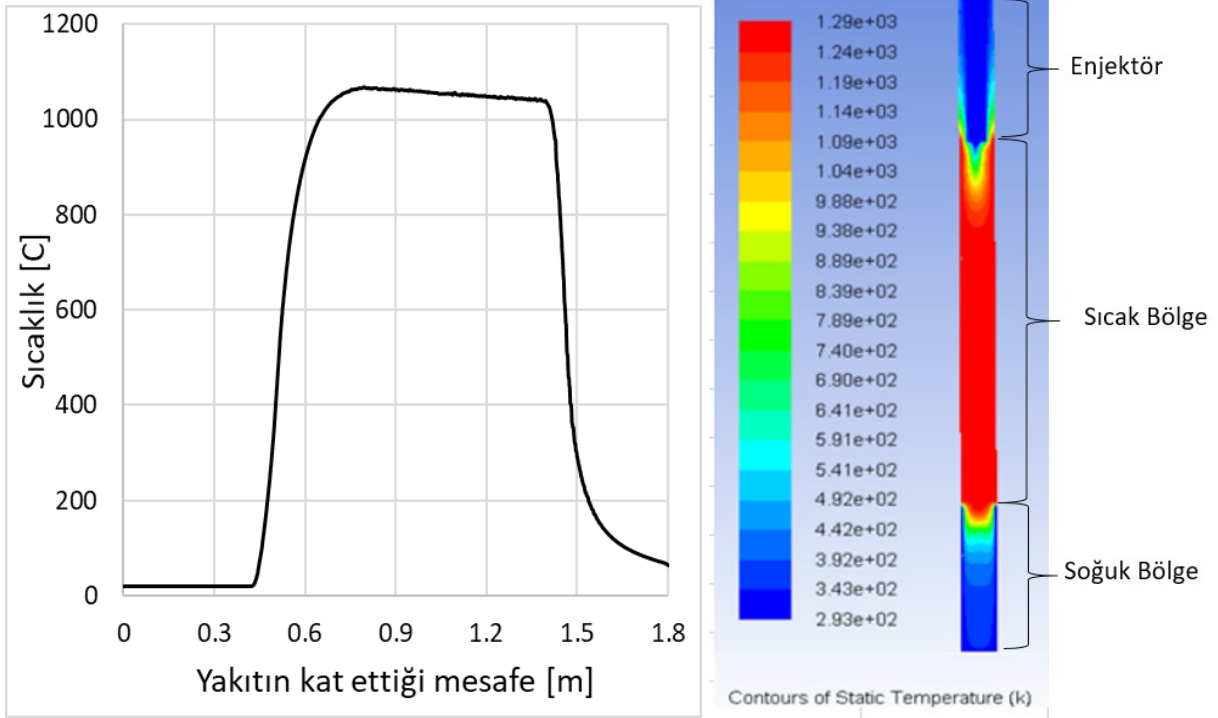 1200
1000
800
600
400
200
0
Sıcaklık [C]
0 0.3 0.6 0.9 1.2 1.5 1.8
Yakıtın kat ettiği mesafe [m]
1.29e+03
1.24e+03
1.19e+03
1.14e+03
1.09e+03
1.04e+03
9.88e+02
9.38e+02
8.89e+02
8.39e+02
7.89e+02
7.40e+02
6.90e+02
6.41e+02
5.91e+02
5.41e+02
4.92e+02
4.42e+02
3.92e+02
3.43e+02
2.93e+02
Contours of Static Temperature (k)
Enjektör
Sıcak Bölge
Soğuk Bölge